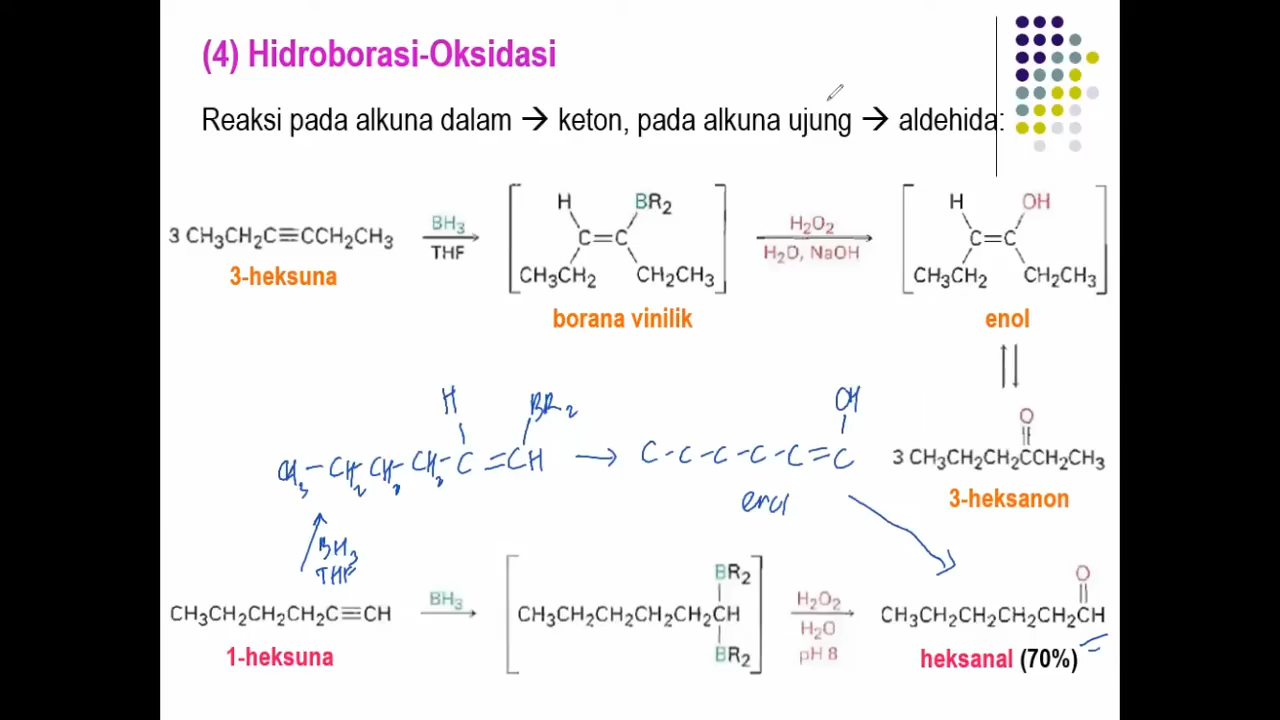 (4) Hidroborasi-Oksidasi
Reaksi pada alkuna dalam → keton, pada alkuna ujung → aldehida:
3 CH₃CH₂C≡CCH₂CH₃
3-heksuna
BH₃
THF
H BR₂
C=C
CH₃CH₂ CH₂CH₃
borana vinilik
H₂O₂
H₂O, NaOH
H OH
C=C
CH₃CH₂ CH₂CH₃
enol
O
3 CH₃CH₂CH₂CCH₂CH₃
3-heksanon
H BR₂
CH₃-CH₂-CH₂-CH₂-C=CH →
OH
C-C-C-C-C=C
enol
BH₃
THF
CH₃CH₂CH₂CH₂C≡CH
1-heksuna
BH₃
BR₂
CH₃CH₂CH₂CH₂CH₂CH
BR₂
H₂O₂
H₂O
pH 8
O
CH₃CH₂CH₂CH₂CH₂CH
heksanal (70%)